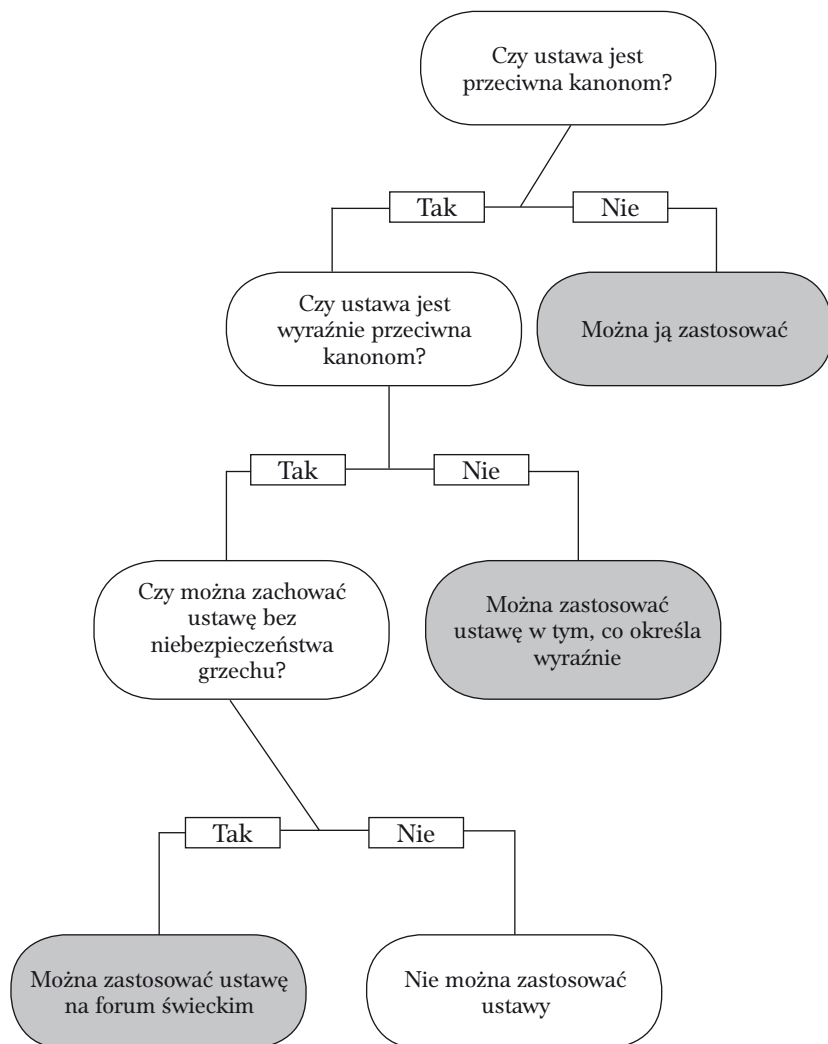 Czy ustawa jest
przeciwna kanonom?
Tak
Nie
Czy ustawa jest
wyraźnie przeciwna
kanonom?
Można ją zastosować
Tak
Nie
Czy można zachować
ustawę bez
niebezpieczeństwa
grzechu?
Można zastosować
ustawę w tym, co określa
wyraźnie
Tak
Nie
Można zastosować ustawę
na forum świeckim
Nie można zastosować
ustawy